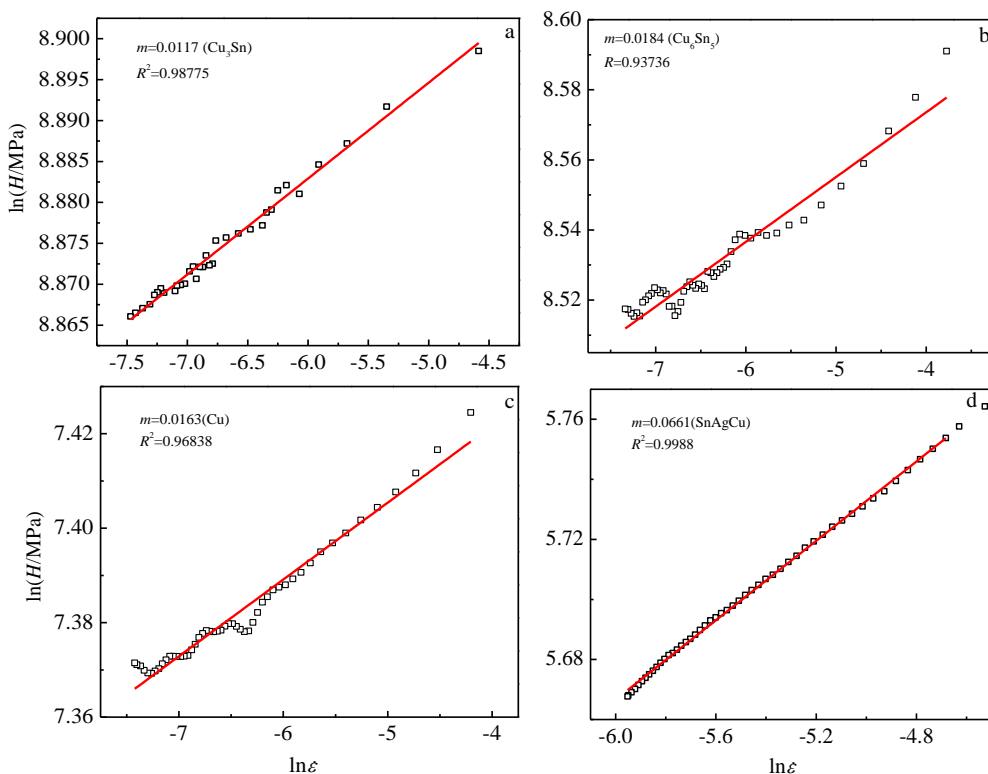 a
m=0.0117 (Cu₃Sn)
R²=0.98775
8.900
8.895
8.890
8.885
8.880
8.875
8.870
8.865
ln(H/MPa)
-7.5 -7.0 -6.5 -6.0 -5.5 -5.0 -4.5
b
m=0.0184 (Cu₆Sn₅)
R=0.93736
8.60
8.58
8.56
8.54
8.52
8.50
-7 -6 -5 -4
c
m=0.0163(Cu)
R²=0.96838
7.42
7.40
7.38
7.36
ln(H/MPa)
-7 -6 -5 -4
lnε
d
m=0.0661(SnAgCu)
R²=0.9988
5.76
5.72
5.68
-6.0 -5.6 -5.2 -4.8
lnε